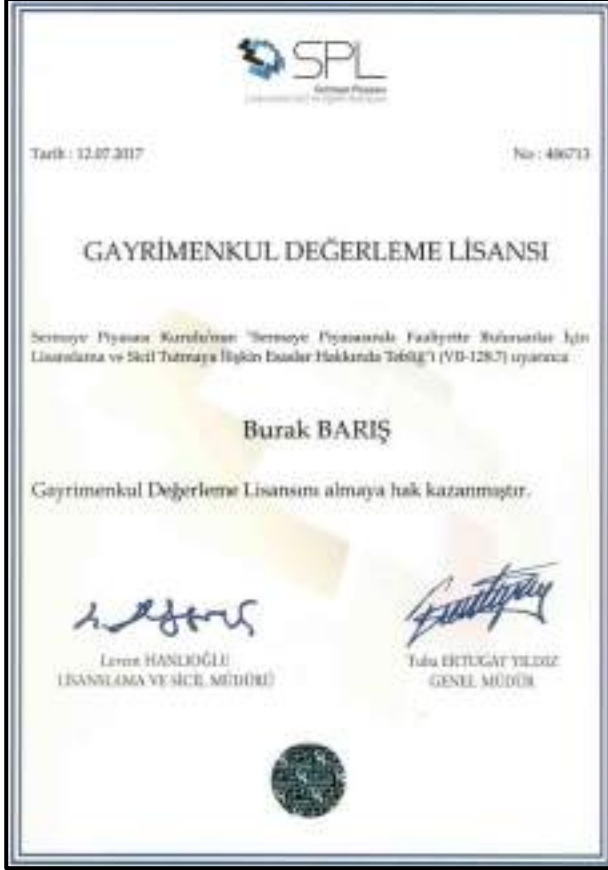 SPL
Sermaye Piyasası
Tarih : 12.07.2017
No : 406713
GAYRİMENKUL DEĞERLEME LİSANSI
Sermaye Piyasası Kurulu'nun "Sermaye Piyasasında Faaliyette Bulunanlar İçin
Lisanslama ve Sicil Tutmaya İlişkin Esaslar Hakkında Tebliğ"i (VII-128.7) uyarınca
Burak BARIŞ
Gayrimenkul Değerleme Lisansını almaya hak kazanmıştır.
Levent HANLIOĞLU
Tuba ERTUGAY YILDIZ
LİSANSLAMA VE SİCİL MÜDÜRÜ
GENEL MÜDÜR